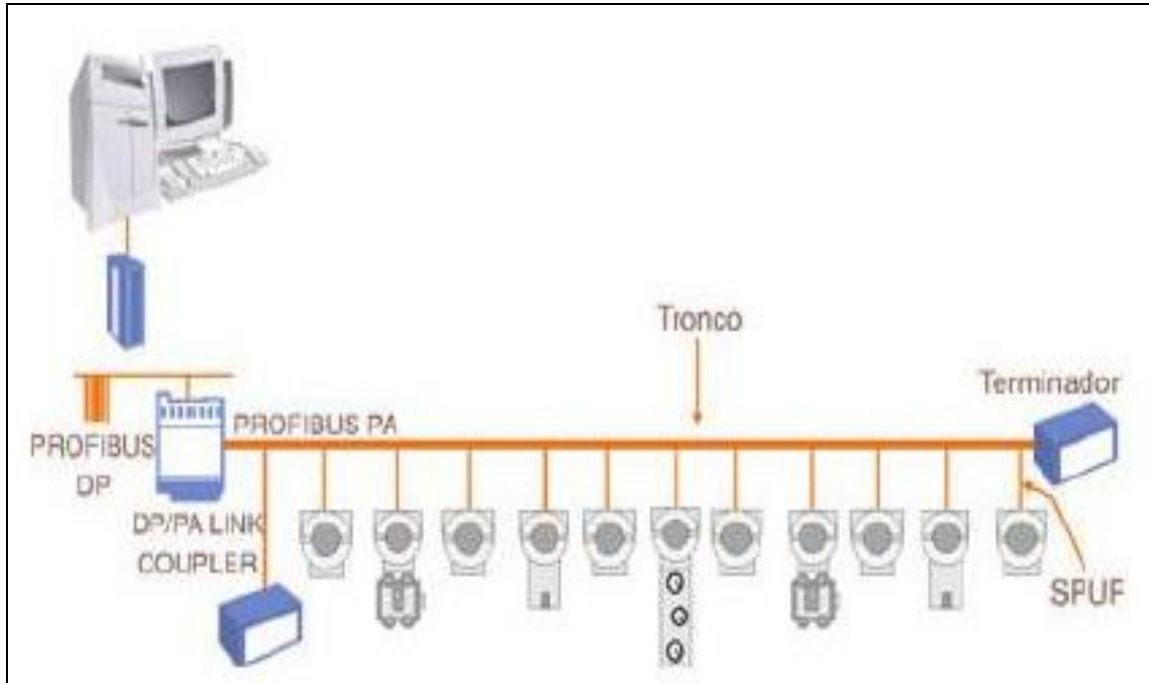 Tronco
Terminador
PROFIBUS PA
PROFIBUS
DP
DP/PA LINK
COUPLER
SPUR